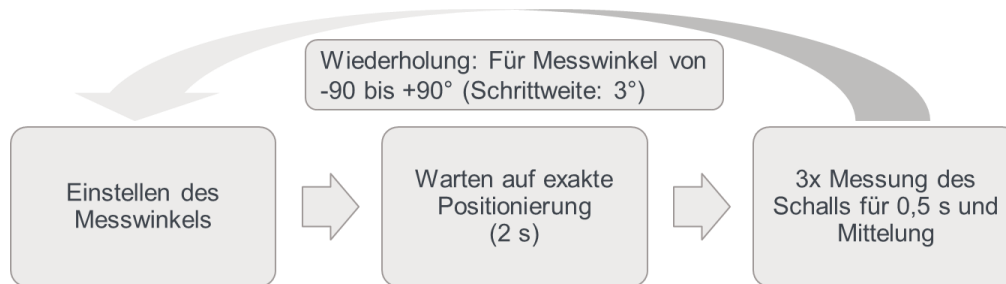 Wiederholung: Für Messwinkel von
-90 bis +90° (Schrittweite: 3°)
Einstellen des
Messwinkels
Warten auf exakte
Positionierung
(2 s)
3x Messung des
Schalls für 0,5 s und
Mittelung